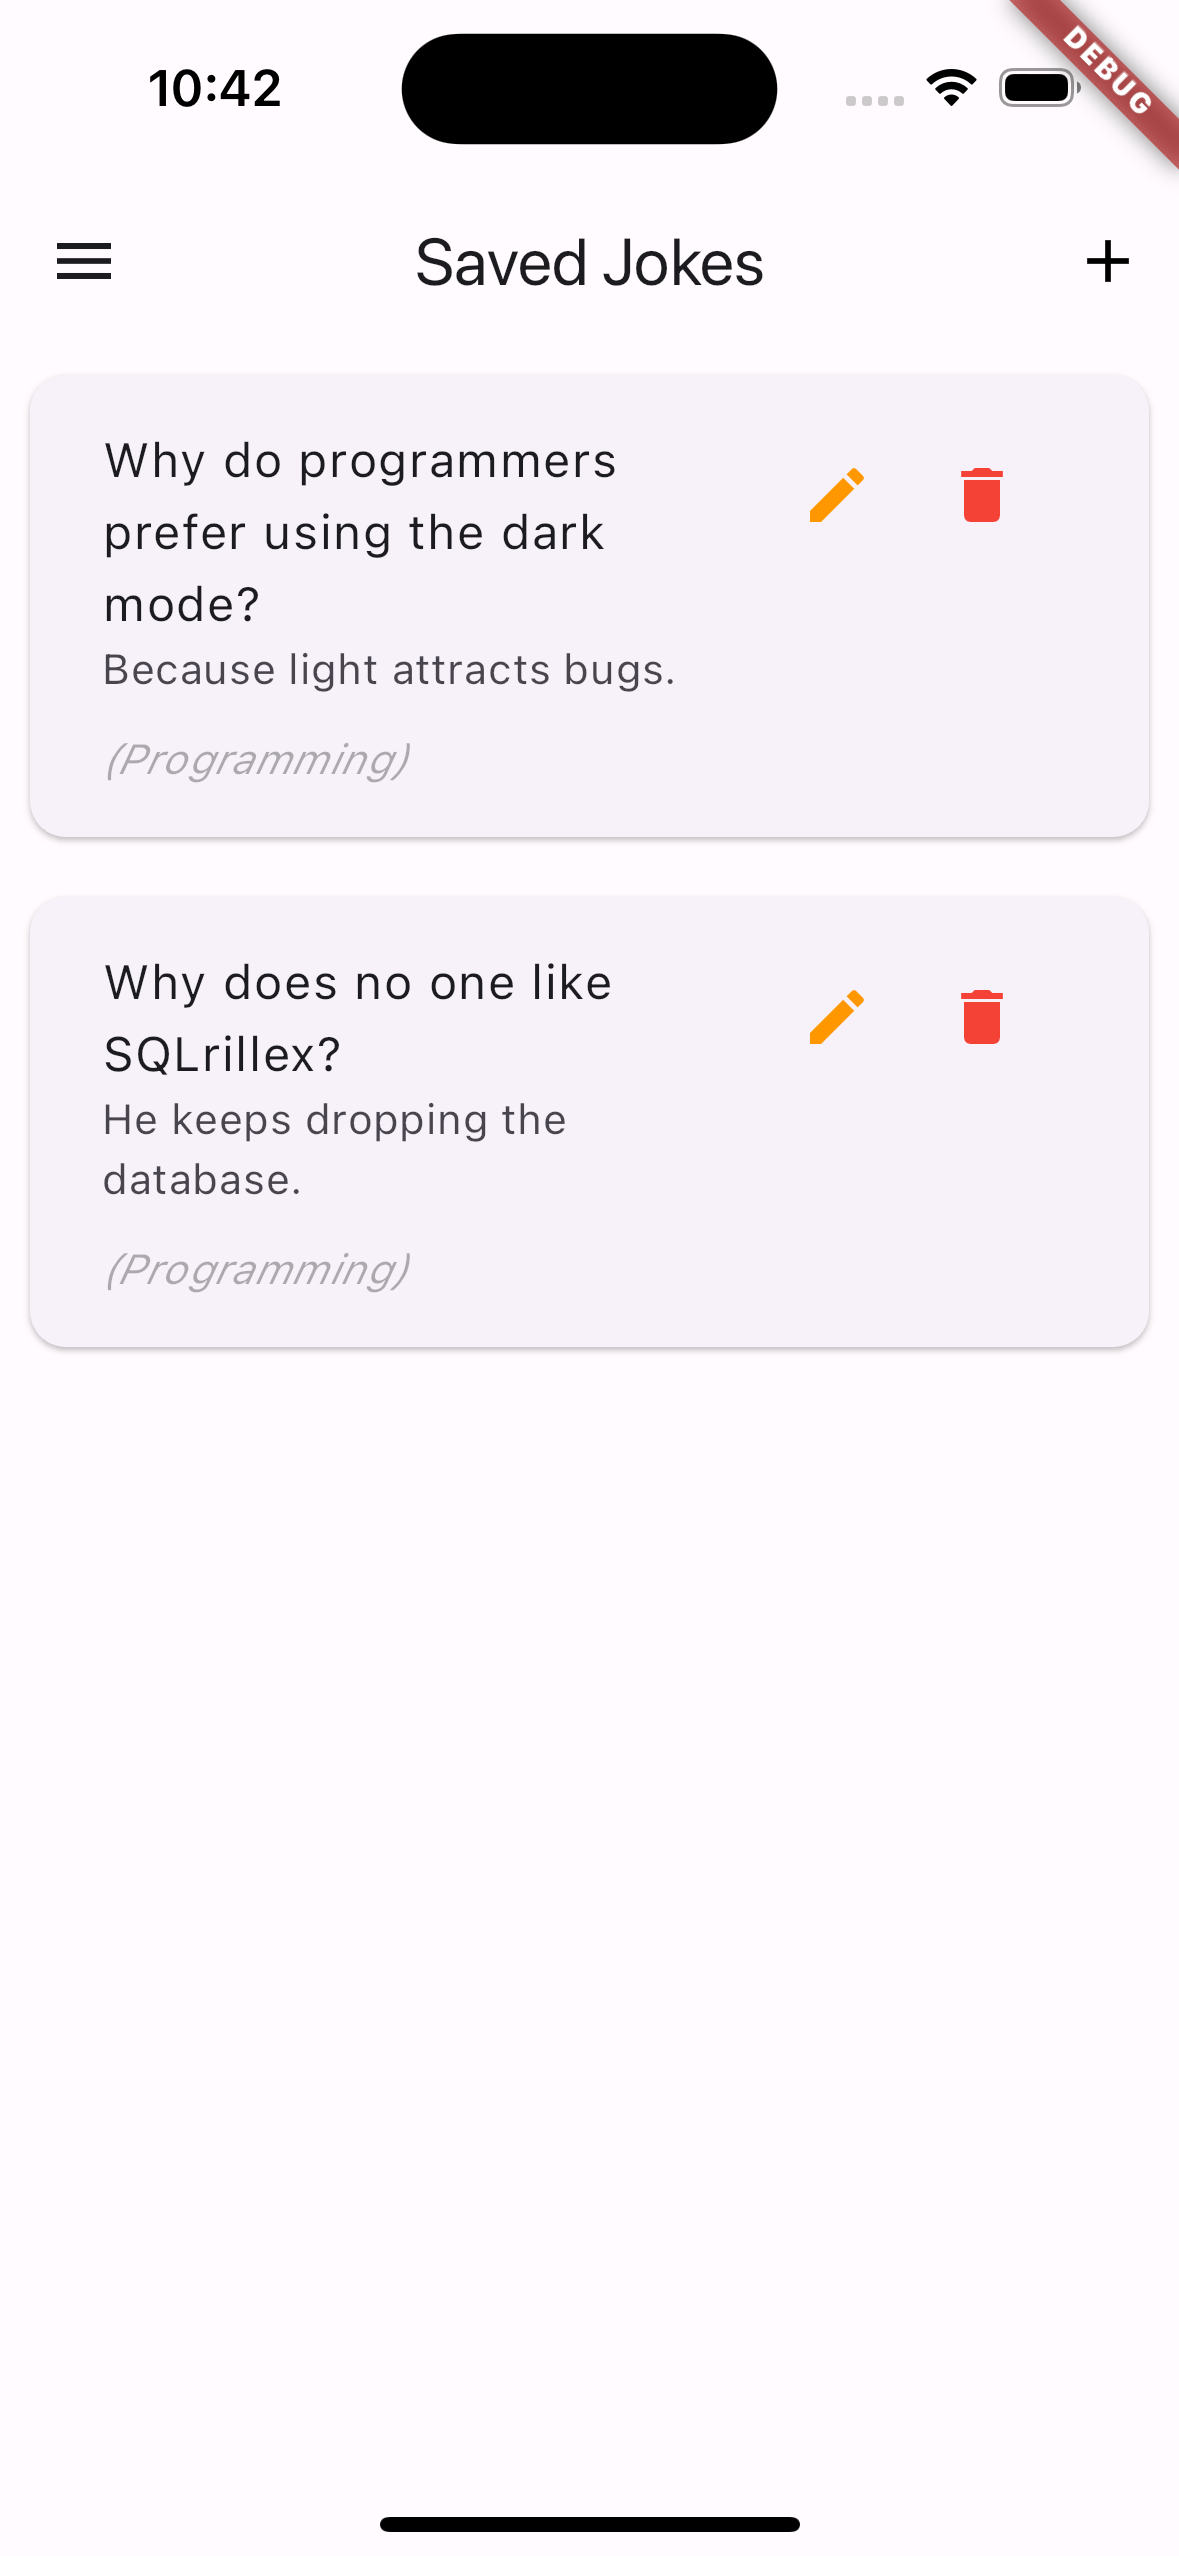 10:42
DEBUG
Saved Jokes
Why do programmers
prefer using the dark
mode?
Because light attracts bugs.
(Programming)
Why does no one like
SQLrillex?
He keeps dropping the
database.
(Programming)